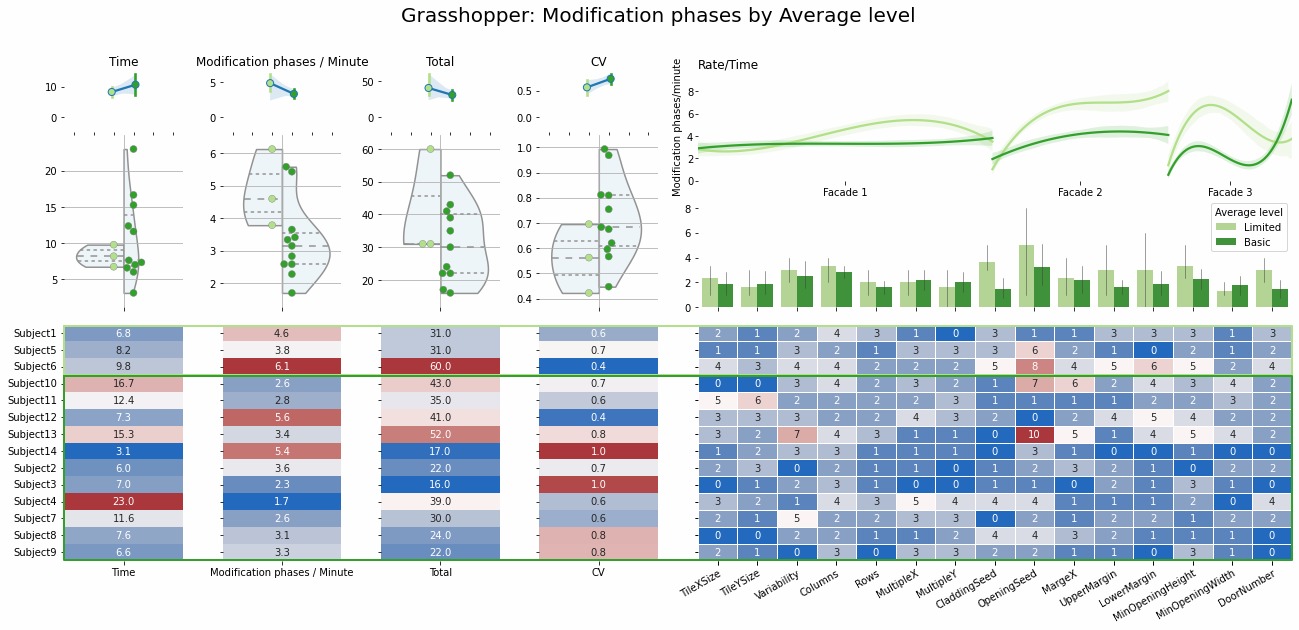 Grasshopper: Modification phases by Average level
Time
Modification phases / Minute
Total
CV
Rate/Time
10
0
5
0
50
0
0.5
0.0
Modification phases/minute
8
6
4
2
0
Facade 1
Facade 2
Facade 3
20
15
10
5
6
5
4
3
2
60
50
40
30
20
1.0
0.9
0.8
0.7
0.6
0.5
0.4
8
6
4
2
0
Average level
Limited
Basic
Subject1 6.8 4.6 31.0 0.6 2 1 2 4 3 1 0 3 1 1 3 3 3 1 3
Subject5 8.2 3.8 31.0 0.7 1 1 3 2 1 3 3 3 6 2 1 0 2 1 2
Subject6 9.8 6.1 60.0 0.4 4 3 4 4 2 2 2 5 8 4 5 6 5 2 4
Subject10 16.7 2.6 43.0 0.7 0 0 3 4 2 3 2 1 7 6 2 4 3 4 2
Subject11 12.4 2.8 35.0 0.6 5 6 2 2 2 2 3 1 1 1 1 2 2 3 2
Subject12 7.3 5.6 41.0 0.4 3 3 3 2 2 4 3 2 0 2 4 5 4 2 2
Subject13 15.3 3.4 52.0 0.8 3 2 7 4 3 1 1 0 10 5 1 4 5 4 2
Subject14 3.1 5.4 17.0 1.0 1 2 3 3 1 1 1 0 3 1 0 0 1 0 1
Subject2 6.0 3.6 22.0 0.7 2 3 0 2 1 1 0 1 2 3 2 1 0 2 2
Subject3 7.0 2.3 16.0 1.0 0 1 2 3 1 0 0 1 1 0 2 1 3 1 0
Subject4 23.0 1.7 39.0 0.6 3 2 1 4 3 5 4 4 4 1 1 1 2 0 4
Subject7 11.6 2.6 30.0 0.6 2 1 5 2 2 3 3 0 2 1 2 2 1 2 2
Subject8 7.6 3.1 24.0 0.8 0 0 2 1 1 2 2 4 4 3 2 1 1 1 0
Subject9 6.6 3.3 22.0 0.8 2 1 0 3 0 3 3 2 2 2 1 0 3 1 0
Time
Modification phases / Minute
Total
CV
TileXSize
TileYSize
Variability
Columns
Rows
MultipleX
MultipleY
CladdingSeed
OpeningSeed
MargeX
UpperMargin
LowerMargin
MinOpeningHeight
MinOpeningWidth
DoorNumber